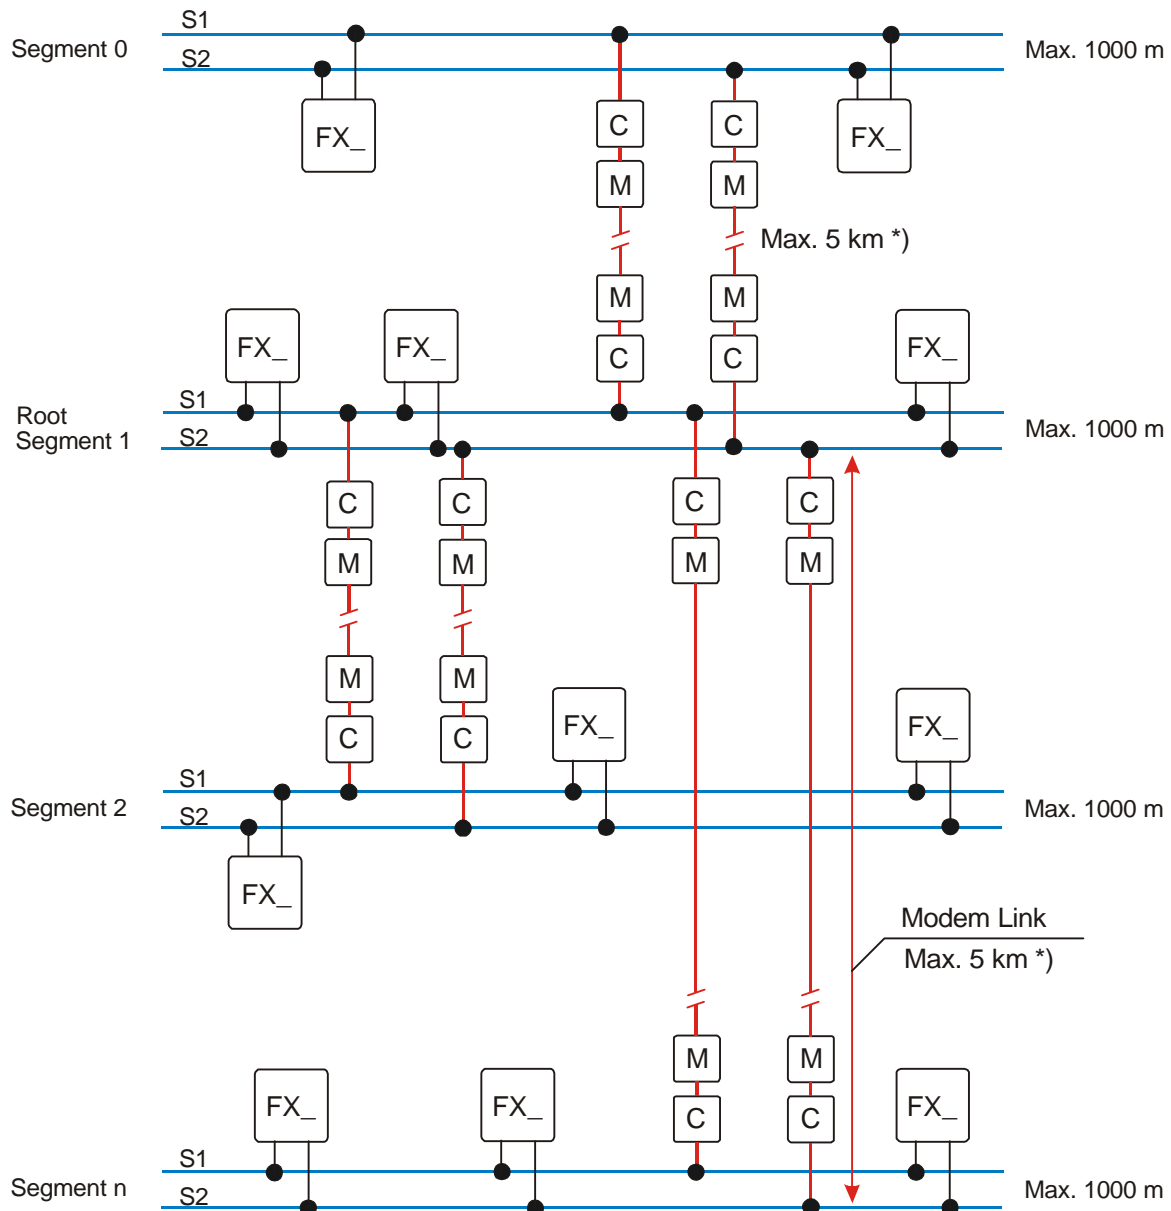 S1
Segment 0
Max. 1000 m
S2
FX_
C
C
FX_
M
M
Max. 5 km *)
M
M
FX_
FX_
C
C
FX_
S1
Root
Segment 1
Max. 1000 m
S2
C
C
C
C
M
M
M
M
M
M
FX_
FX_
C
C
S1
Segment 2
Max. 1000 m
S2
FX_
Modem Link
Max. 5 km *)
M
M
FX_
FX_
C
C
FX_
S1
Segment n
Max. 1000 m
S2